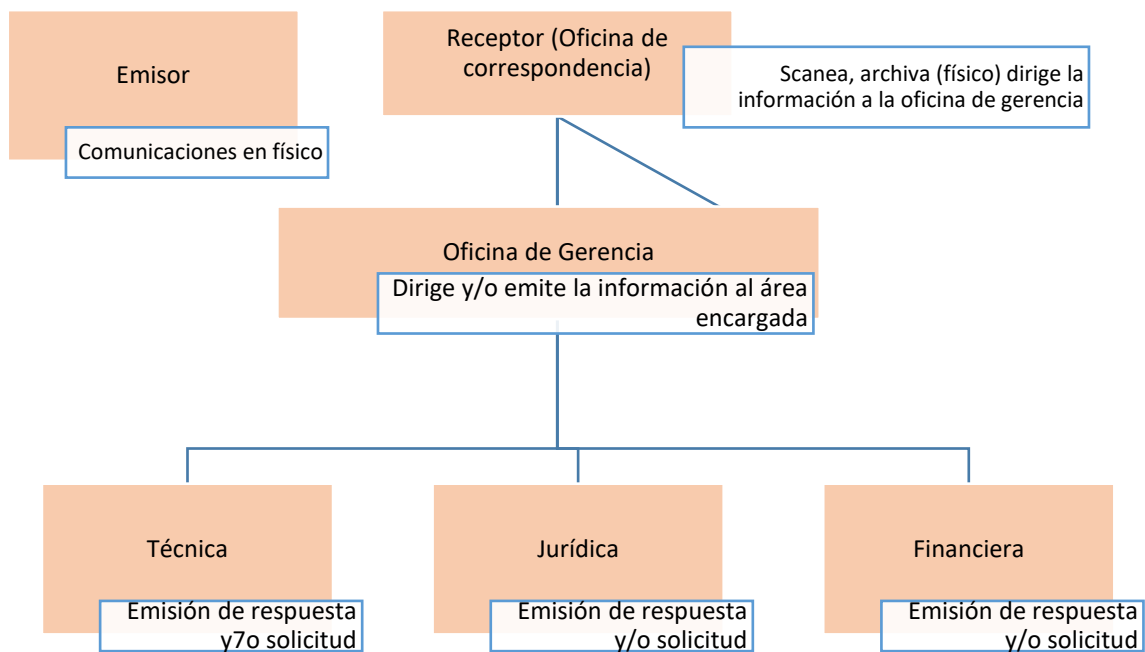 Emisor
Comunicaciones en físico
Receptor (Oficina de
correspondencia)
Scanea, archiva (físico) dirige la
información a la oficina de gerencia
Oficina de Gerencia
Dirige y/o emite la información al área
encargada
Técnica
Emisión de respuesta
y7o solicitud
Jurídica
Emisión de respuesta
y/o solicitud
Financiera
Emisión de respuesta
y/o solicitud